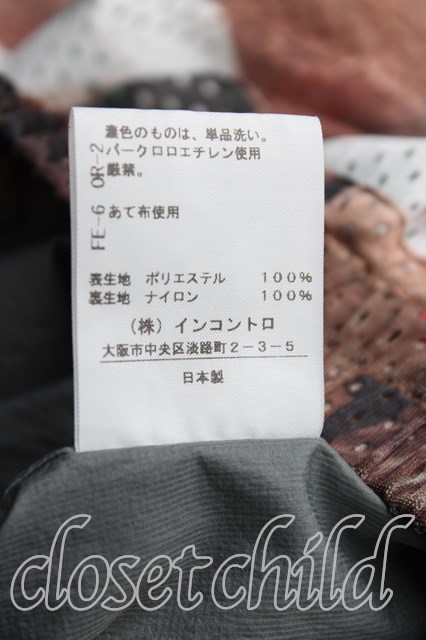 濃色のものは、単品洗い。
パークロロエチレン使用
厳禁。
あて布使用
FE-6 OR-2
表生地 ポリエステル 100%
裏生地 ナイロン 100%
(株)インコントロ
大阪市中央区淡路町2-3-5
日本製
closetchild